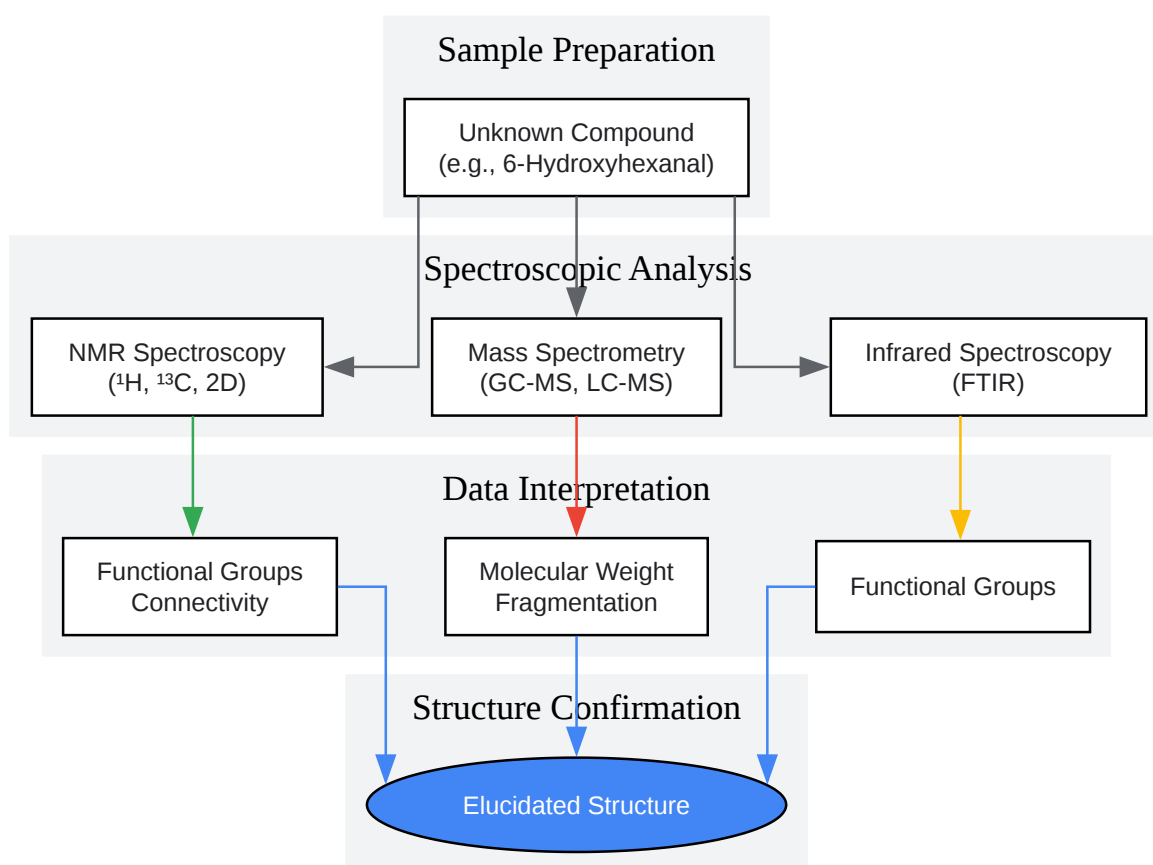 Sample Preparation
Unknown Compound
(e.g., 6-Hydroxyhexanal)
Spectroscopic Analysis
NMR Spectroscopy
(¹H, ¹³C, 2D)
Mass Spectrometry
(GC-MS, LC-MS)
Infrared Spectroscopy
(FTIR)
Data Interpretation
Functional Groups
Connectivity
Molecular Weight
Fragmentation
Functional Groups
Structure Confirmation
Elucidated Structure